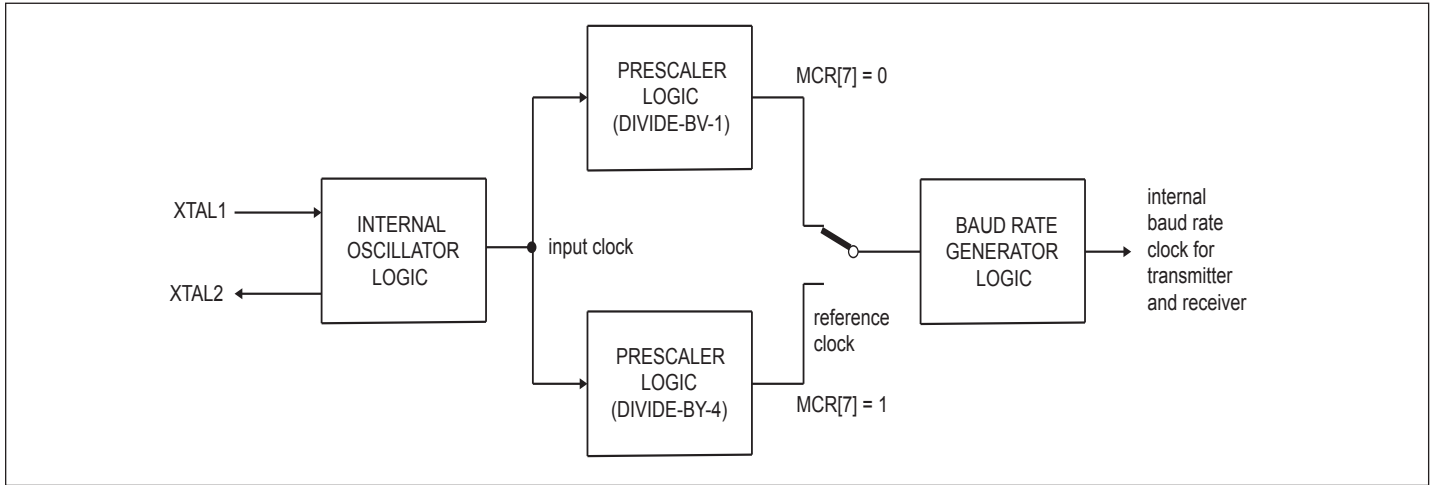 PRESCALER
LOGIC
(DIVIDE-BV-1)
MCR[7] = 0
XTAL1
XTAL2
INTERNAL
OSCILLATOR
LOGIC
input clock
BAUD RATE
GENERATOR
LOGIC
internal
baud rate
clock for
transmitter
and receiver
reference
clock
PRESCALER
LOGIC
(DIVIDE-BY-4)
MCR[7] = 1